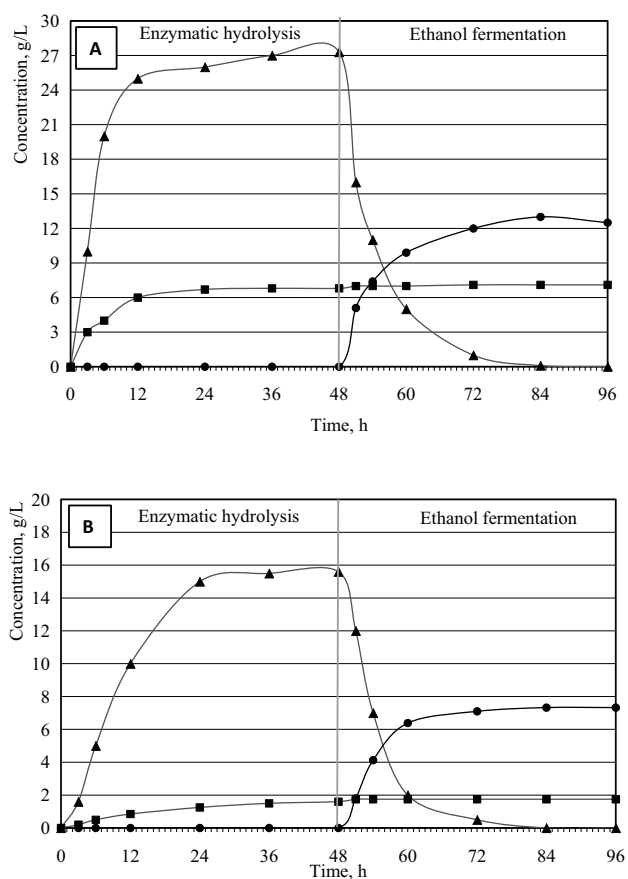 A
Enzymatic hydrolysis
Ethanol fermentation
Concentration, g/L
30
27
24
21
18
15
12
9
6
3
0
0 12 24 36 48 60 72 84 96
Time, h
B
Enzymatic hydrolysis
Ethanol fermentation
Concentration, g/L
20
18
16
14
12
10
8
6
4
2
0
0 12 24 36 48 60 72 84 96
Time, h